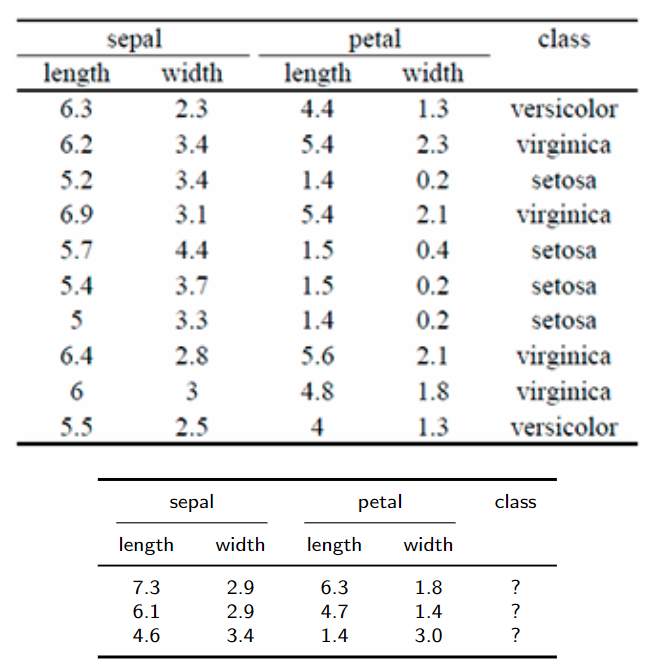 sepal petal class
length width length width
6.3 2.3 4.4 1.3 versicolor
6.2 3.4 5.4 2.3 virginica
5.2 3.4 1.4 0.2 setosa
6.9 3.1 5.4 2.1 virginica
5.7 4.4 1.5 0.4 setosa
5.4 3.7 1.5 0.2 setosa
5 3.3 1.4 0.2 setosa
6.4 2.8 5.6 2.1 virginica
6 3 4.8 1.8 virginica
5.5 2.5 4 1.3 versicolor
sepal petal class
length width length width
7.3 2.9 6.3 1.8 ?
6.1 2.9 4.7 1.4 ?
4.6 3.4 1.4 3.0 ?